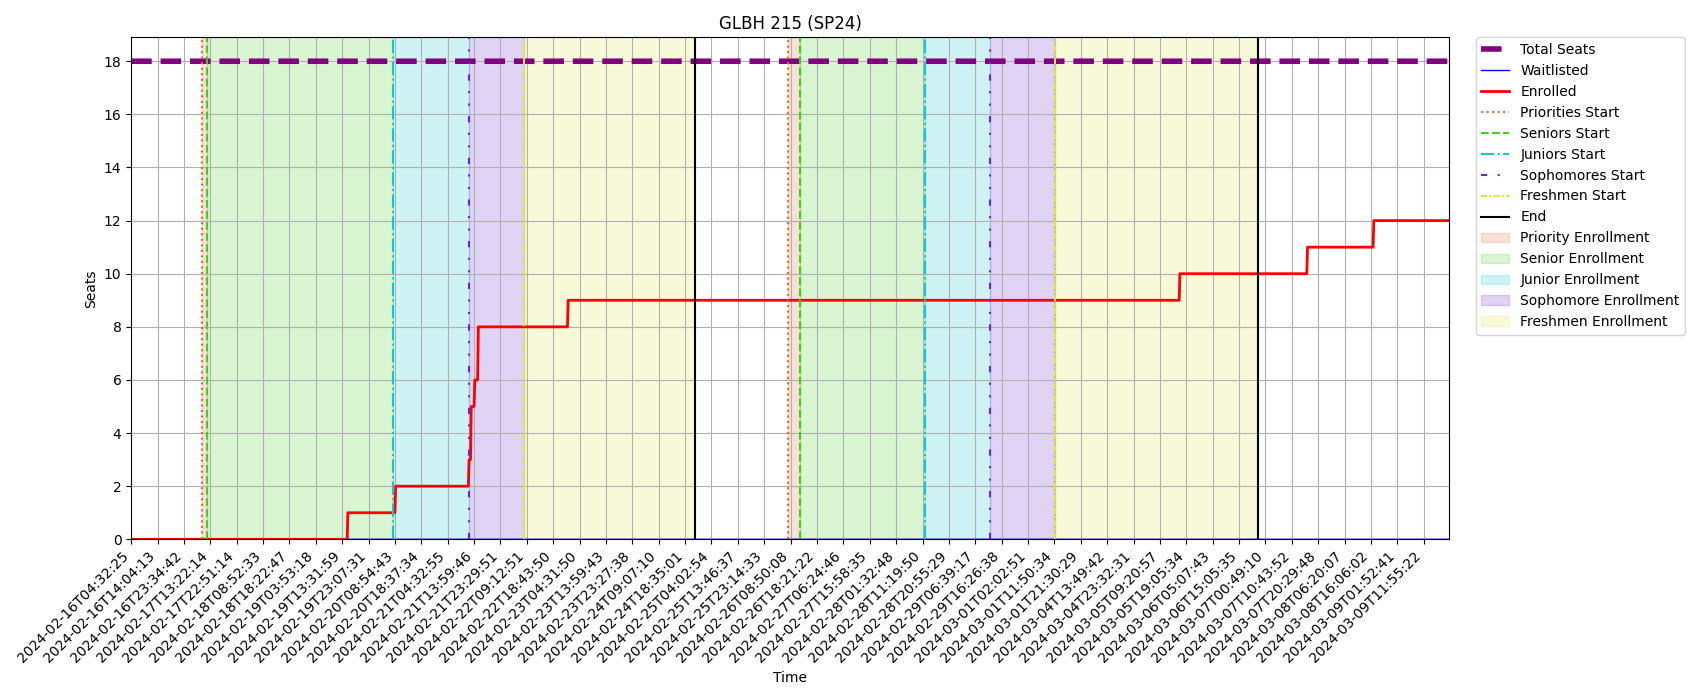 GLBH 215 (SP24)
Seats
18
16
14
12
10
8
6
4
2
0
2024-02-16T04:32:25
2024-02-16T14:04:13
2024-02-16T23:34:42
2024-02-17T13:22:14
2024-02-17T22:51:14
2024-02-18T08:52:33
2024-02-18T18:22:47
2024-02-19T03:53:18
2024-02-19T13:31:59
2024-02-19T23:07:31
2024-02-20T08:54:43
2024-02-20T18:37:34
2024-02-21T04:32:55
2024-02-21T13:59:46
2024-02-21T23:29:51
2024-02-22T09:12:51
2024-02-22T18:43:50
2024-02-23T04:31:50
2024-02-23T13:59:43
2024-02-23T23:27:38
2024-02-24T09:07:10
2024-02-24T18:35:01
2024-02-25T04:02:54
2024-02-25T13:46:37
2024-02-25T23:14:33
2024-02-26T08:50:08
2024-02-26T18:21:22
2024-02-27T06:24:46
2024-02-27T15:58:35
2024-02-28T01:32:48
2024-02-28T11:19:50
2024-02-28T20:55:29
2024-02-29T06:39:17
2024-02-29T16:26:38
2024-03-01T02:02:51
2024-03-01T11:50:34
2024-03-01T21:30:29
2024-03-04T13:49:42
2024-03-04T23:32:31
2024-03-05T09:20:57
2024-03-05T19:05:34
2024-03-06T05:07:43
2024-03-06T15:05:35
2024-03-07T00:49:10
2024-03-07T10:43:52
2024-03-07T20:29:48
2024-03-08T06:20:07
2024-03-08T16:06:02
2024-03-09T01:52:41
2024-03-09T11:55:22
Time
Total Seats
Waitlisted
Enrolled
Priorities Start
Seniors Start
Juniors Start
Sophomores Start
Freshmen Start
End
Priority Enrollment
Senior Enrollment
Junior Enrollment
Sophomore Enrollment
Freshmen Enrollment